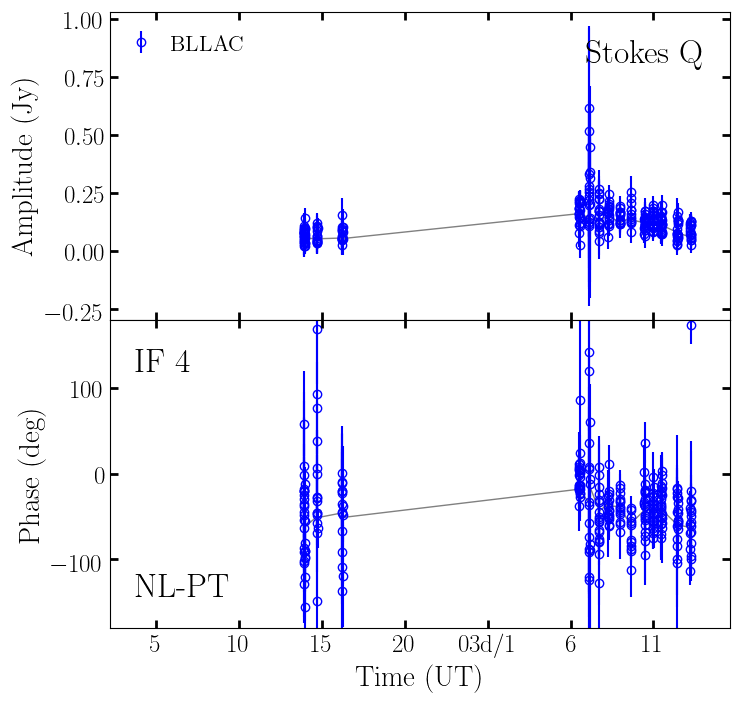 1.00
BLLAC
Stokes Q
0.75
0.50
0.25
0.00
−0.25
Amplitude (Jy)
IF 4
100
0
−100
Phase (deg)
NL-PT
5 10 15 20 03d/1 6 11
Time (UT)